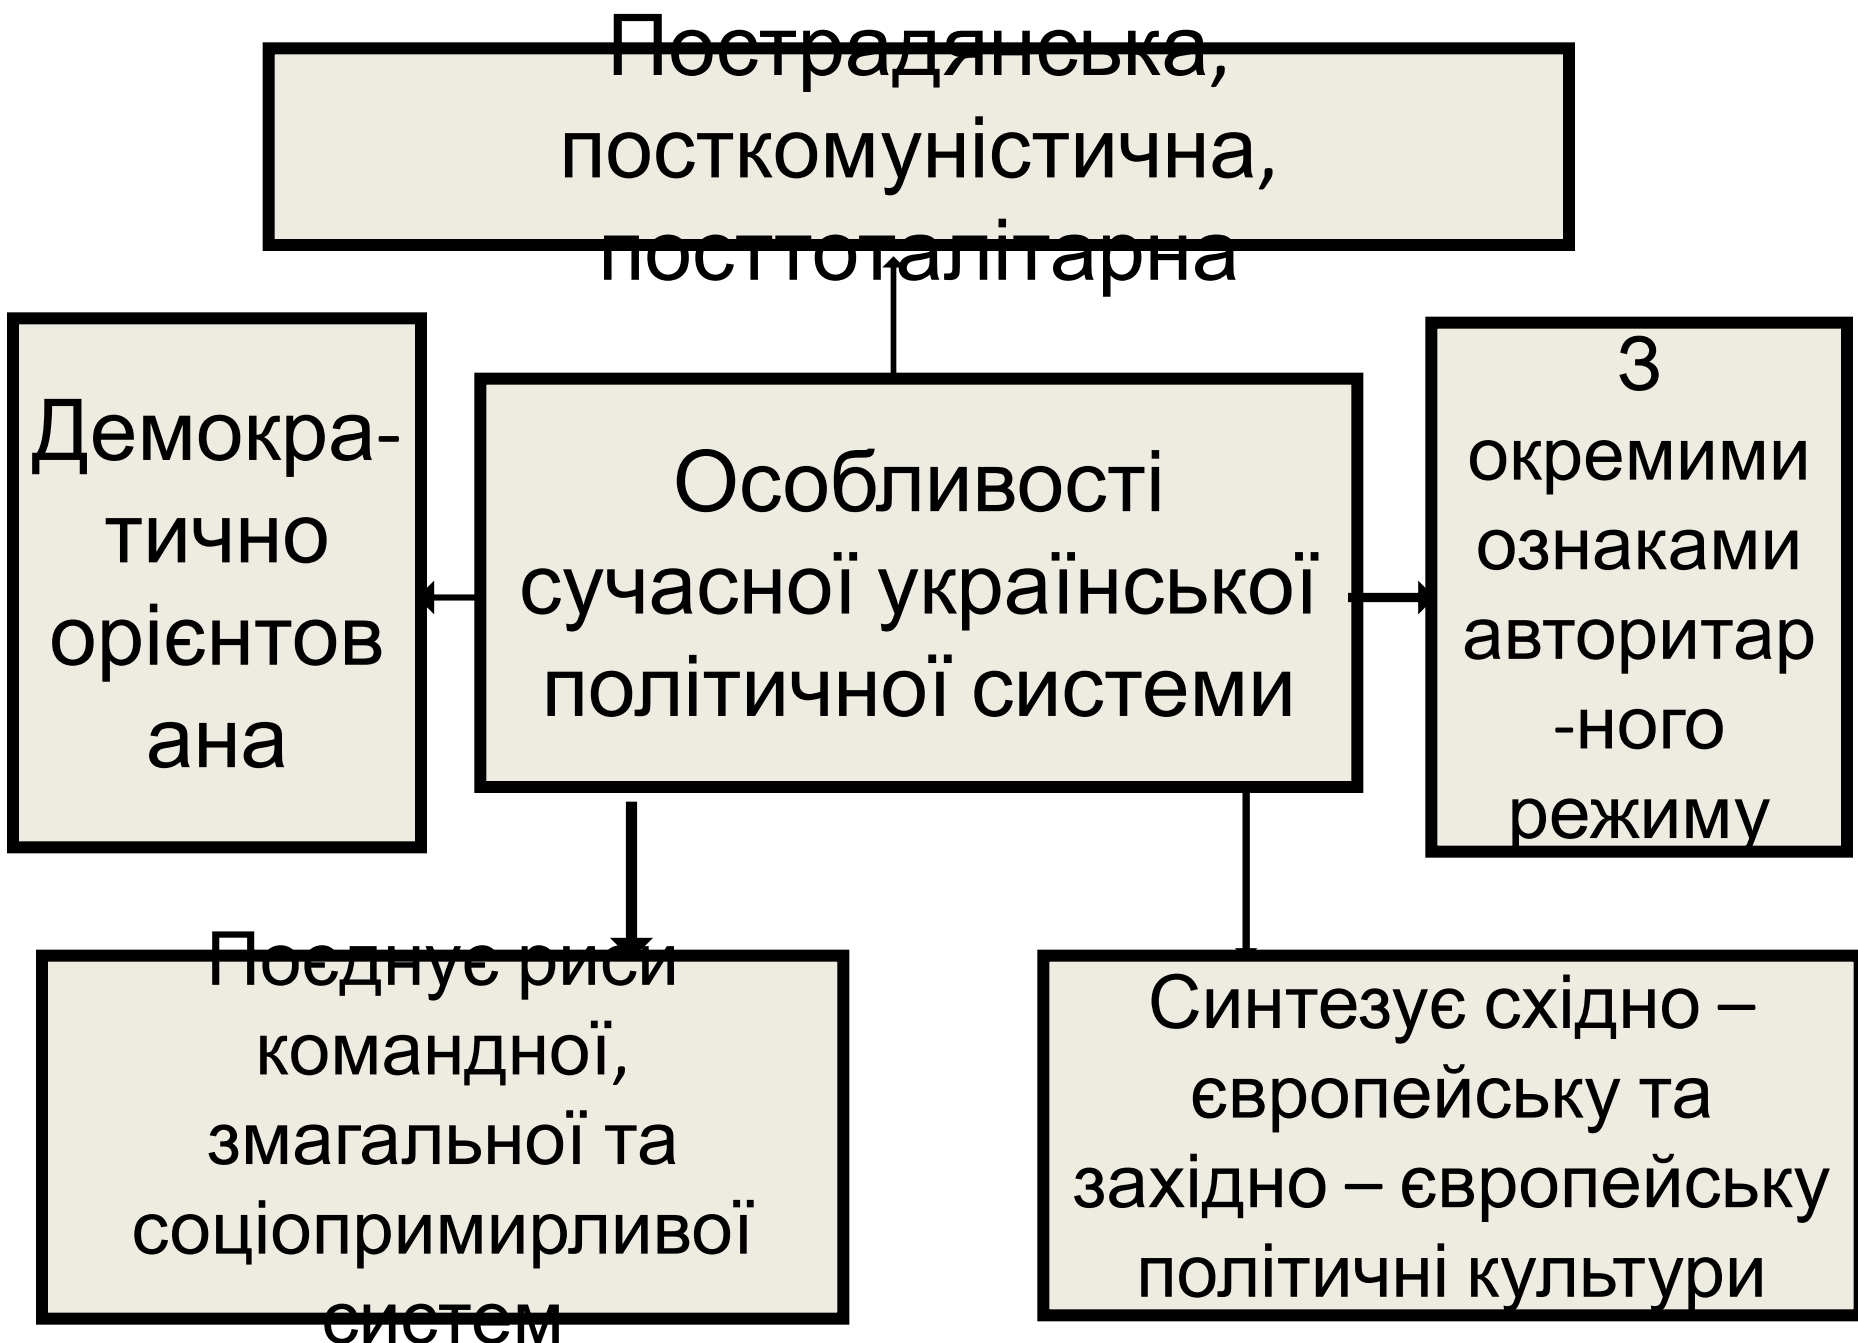 Пострадянська,
посткомуністична,
посттоталітарна
Демокра-
тично
орієнтов
ана
Особливості
сучасної української
політичної системи
З
окремими
ознаками
авторитар
-ного
режиму
Поєднує риси
командної,
змагальної та
соціопримирливої
систем
Синтезує східно –
європейську та
західно – європейську
політичні культури